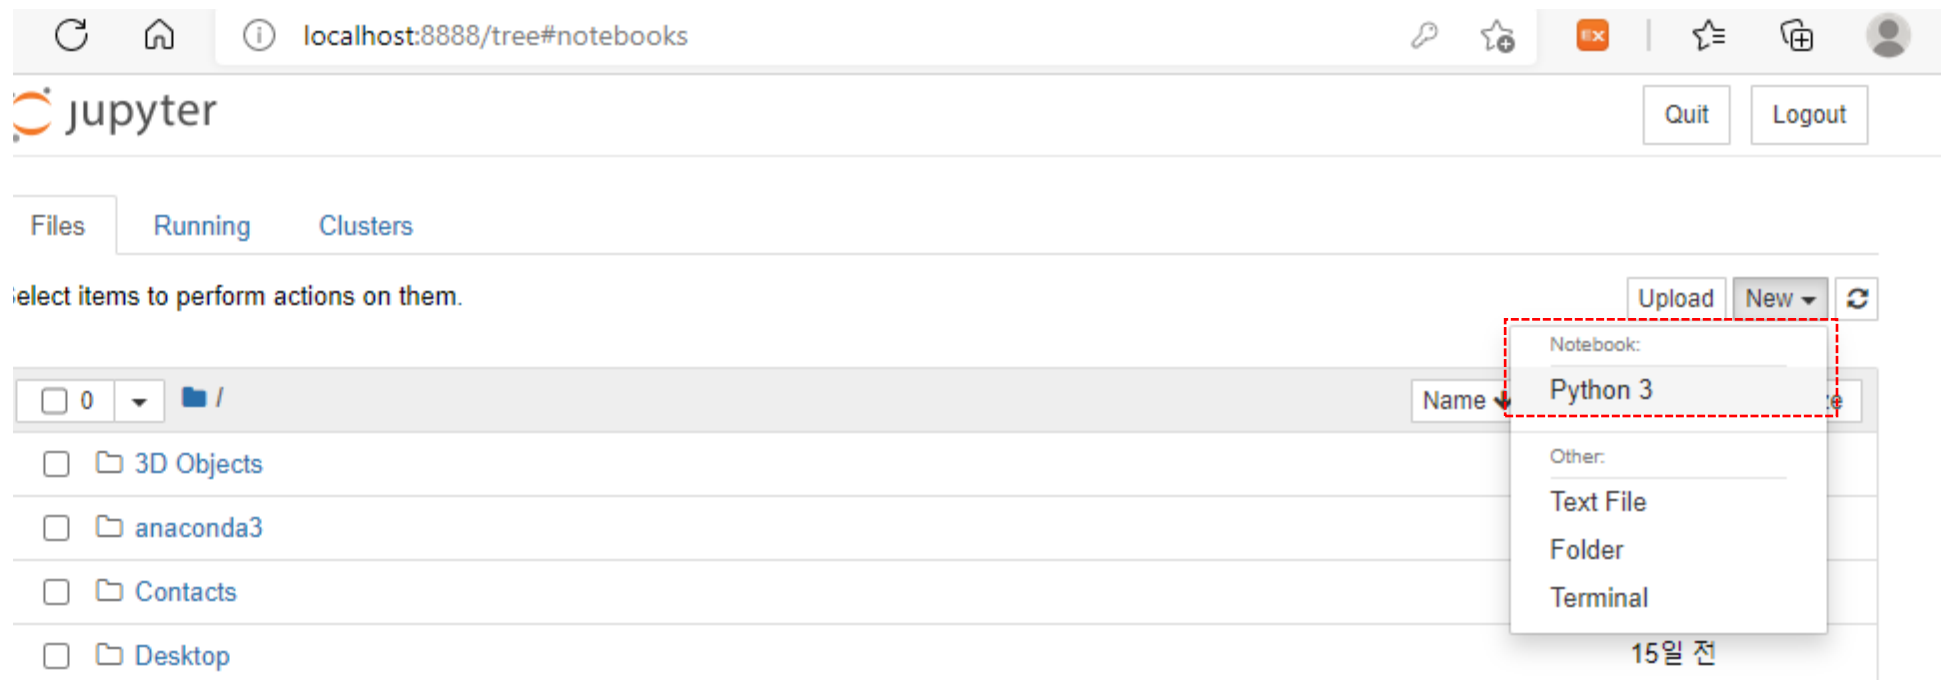 localhost:8888/tree#notebooks
jupyter
Quit
Logout
Files
Running
Clusters
elect items to perform actions on them.
Upload
New
Notebook:
Python 3
0
/
Name
Other:
Text File
Folder
Terminal
3D Objects
anaconda3
Contacts
Desktop
15일 전